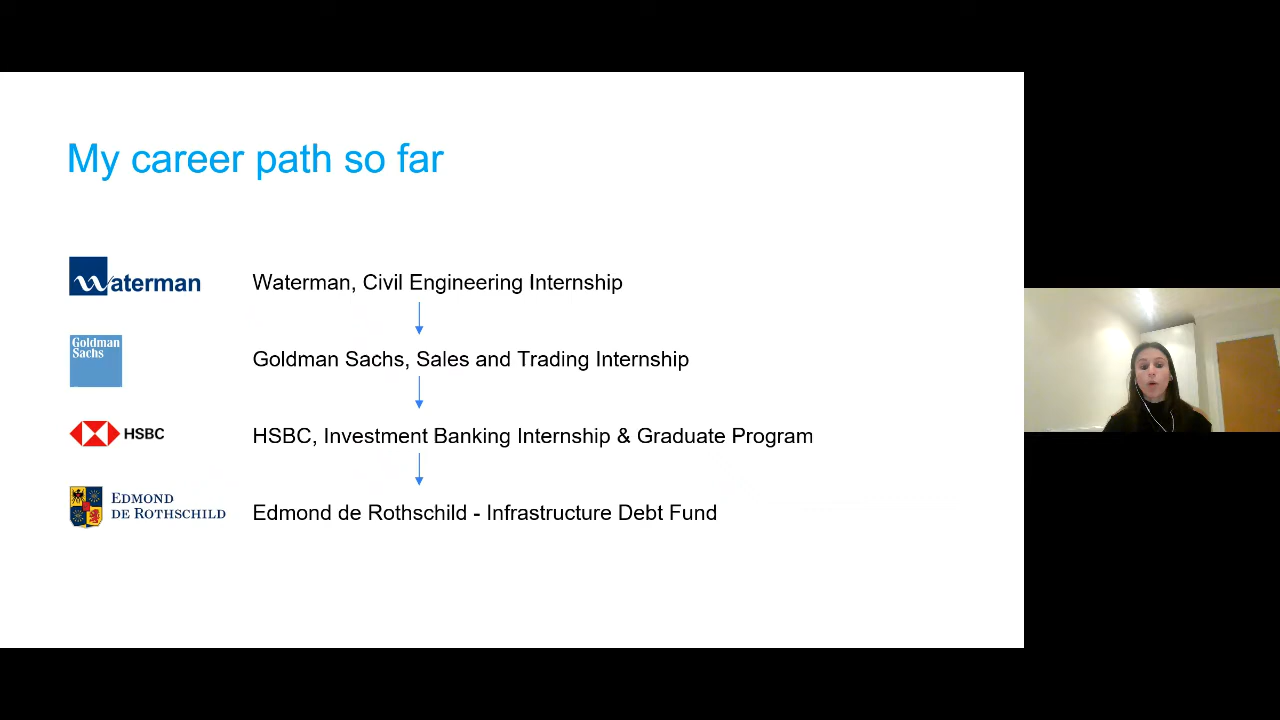 My career path so far
Waterman
Waterman, Civil Engineering Internship
Goldman
Sachs
Goldman Sachs, Sales and Trading Internship
HSBC
HSBC, Investment Banking Internship & Graduate Program
EDMOND
DE ROTHSCHILD
Edmond de Rothschild - Infrastructure Debt Fund